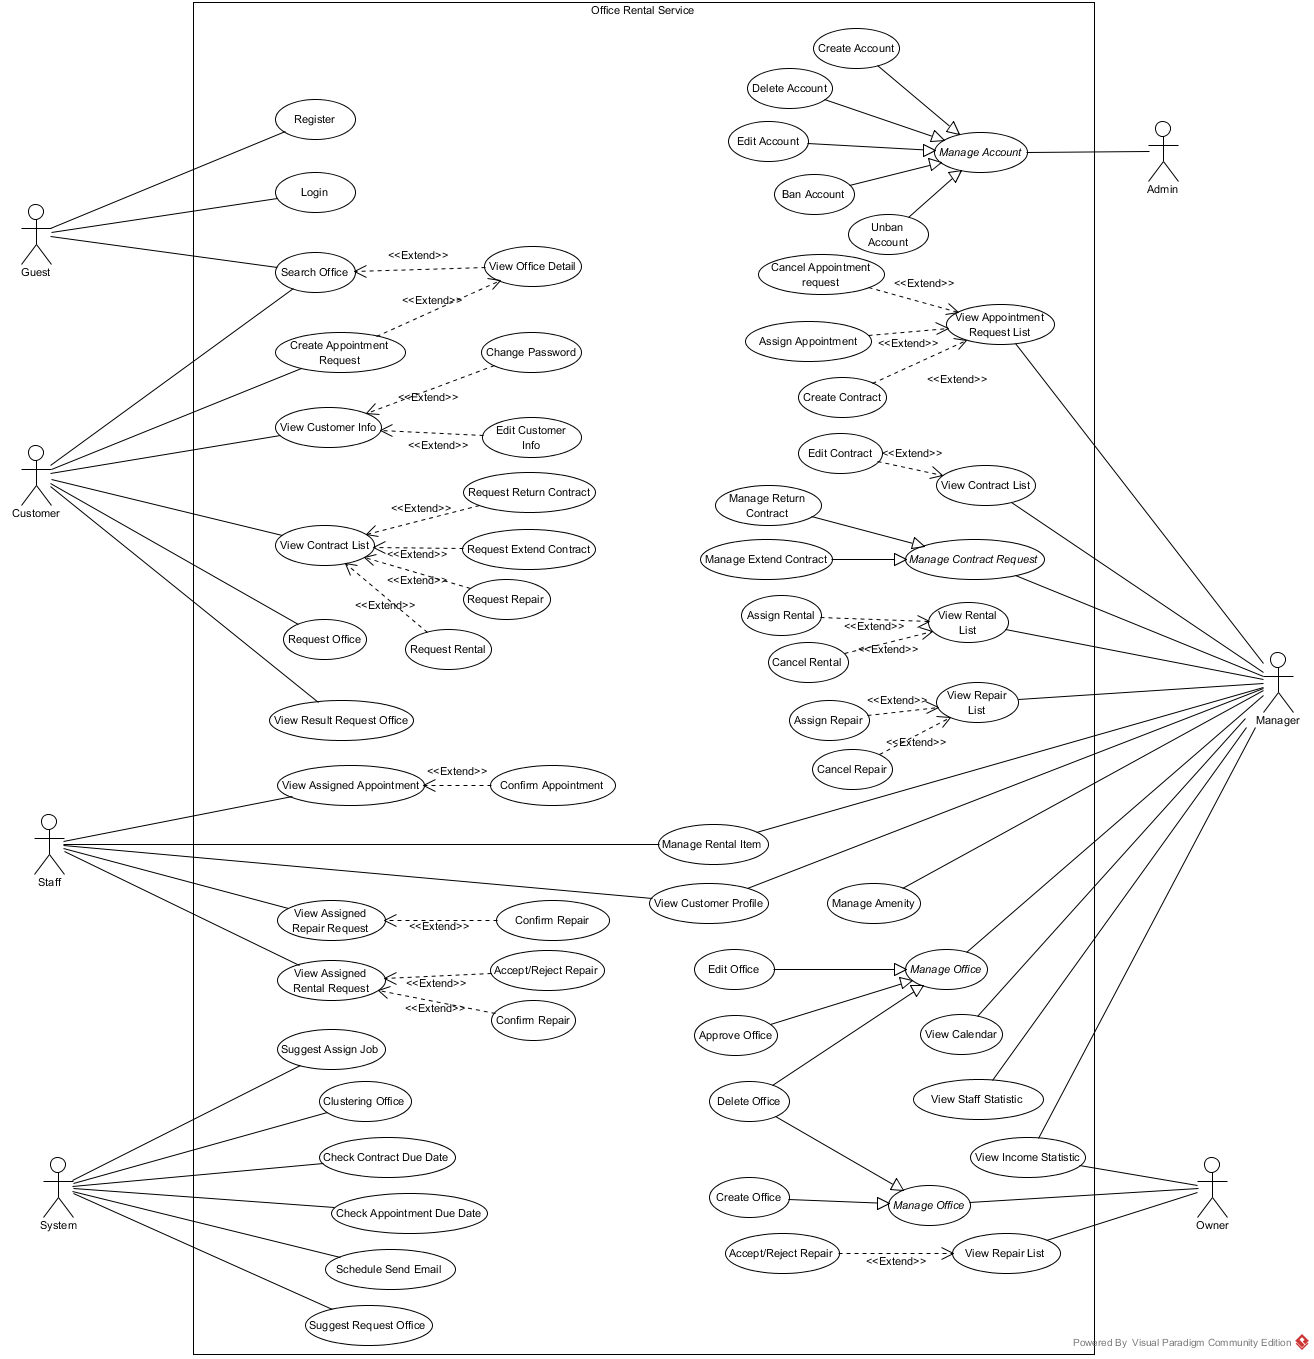 Office Rental Service
Create Account
Delete Account
Edit Account
Manage Account
Ban Account
Unban
Account
Admin
Register
Login
Guest
Search Office
<<Extend>>
View Office Detail
<<Extend>>
Create Appointment
Request
Change Password
<<Extend>>
View Customer Info
<<Extend>>
Edit Customer
Info
Customer
Request Return Contract
<<Extend>>
View Contract List
<<Extend>>
Request Extend Contract
<<Extend>>
Request Repair
<<Extend>>
Request Rental
Request Office
View Result Request Office
Cancel Appointment
request
<<Extend>>
View Appointment
Request List
Assign Appointment
<<Extend>>
Create Contract
<<Extend>>
Edit Contract
<<Extend>>
View Contract List
Manage Return
Contract
Manage Extend Contract
Manage Contract Request
Assign Rental
<<Extend>>
View Rental
List
Cancel Rental
<<Extend>>
View Repair
List
<<Extend>>
Assign Repair
<<Extend>>
Cancel Repair
Manager
View Assigned Appointment
<<Extend>>
Confirm Appointment
Staff
Manage Rental Item
View Customer Profile
Manage Amenity
View Assigned
Repair Request
<<Extend>>
Confirm Repair
View Assigned
Rental Request
<<Extend>>
Accept/Reject Repair
<<Extend>>
Confirm Repair
Edit Office
Manage Office
Approve Office
View Calendar
Delete Office
View Staff Statistic
View Income Statistic
Suggest Assign Job
Clustering Office
Check Contract Due Date
System
Check Appointment Due Date
Schedule Send Email
Suggest Request Office
Create Office
Manage Office
Owner
Accept/Reject Repair
<<Extend>>
View Repair List
Powered By Visual Paradigm Community Edition